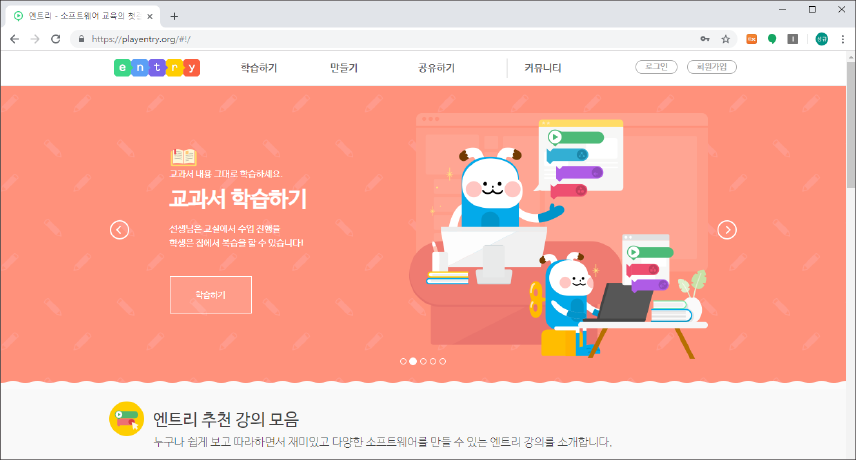 엔트리 - 소프트웨어 교육의 첫걸
https://playentry.org/#!/
entry
학습하기
만들기
공유하기
커뮤니티
로그인
회원가입
교과서 내용 그대로 학습하세요.
교과서 학습하기
선생님은 교실에서 수업 진행을
학생은 집에서 복습을 할 수 있습니다!
학습하기
엔트리 추천 강의 모음
누구나 쉽게 보고 따라하면서 재미있고 다양한 소프트웨어를 만들 수 있는 엔트리 강의를 소개합니다.